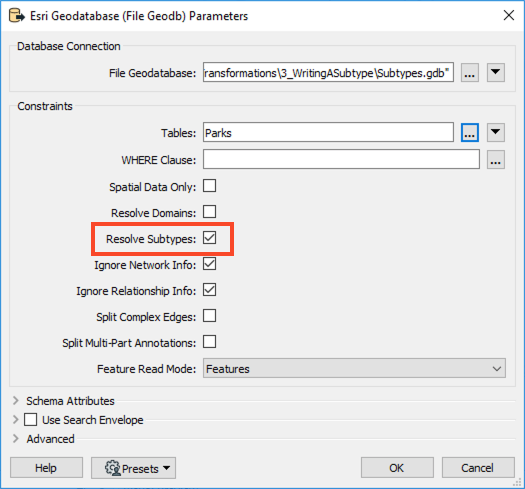 Esri Geodatabase (File Geodb) Parameters
Database Connection
File Geodatabase: ransformations\3_WritingASubtype\Subtypes.gdb" ...
Constraints
Tables: Parks ...
WHERE Clause: ...
Spatial Data Only:
Resolve Domains:
Resolve Subtypes:
Ignore Network Info:
Ignore Relationship Info:
Split Complex Edges:
Split Multi-Part Annotations:
Feature Read Mode: Features
Schema Attributes
Use Search Envelope
Advanced
Help Presets OK Cancel